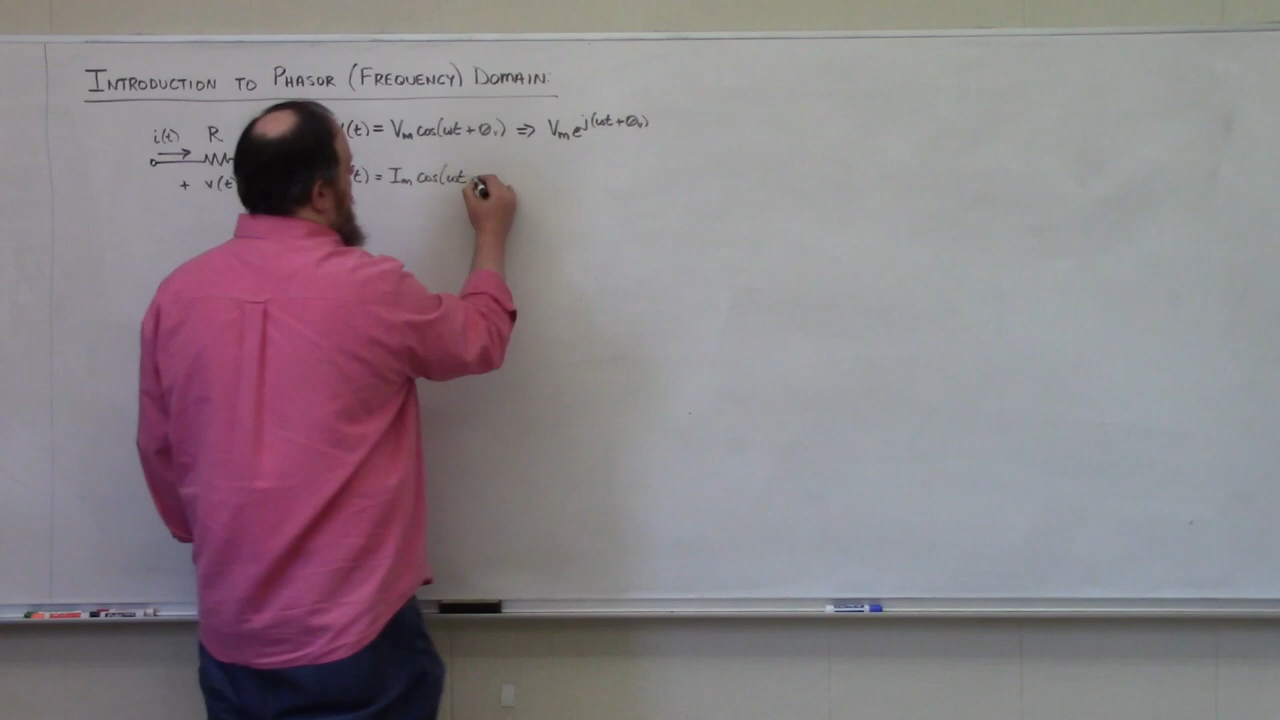 INTRODUCTION TO PHASOR (FREQUENCY) DOMAIN:
i(t) R (t) = Vm cos(ωt + θv) ⇒ Vm e^j(ωt + θv)
+ v(t) (t) = Im cos(ωt